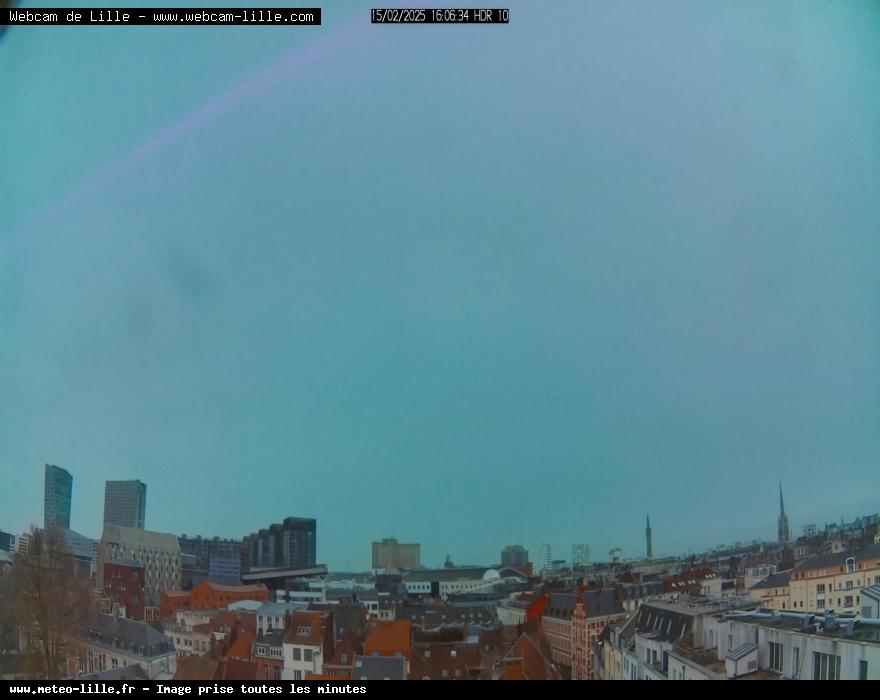 Webcam de Lille - www.webcam-lille.com
15/02/2025 16:06:34 HDR 10
www.meteo-lille.fr - Image prise toutes les minutes